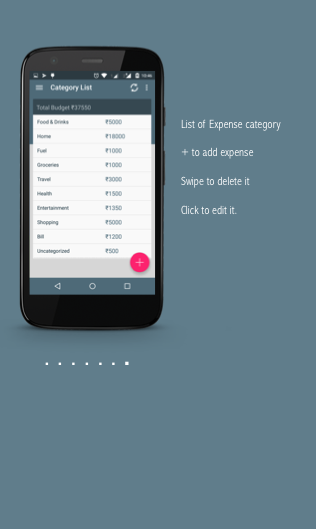 10:46
Category List
Total Budget ₹37550
Food & Drinks ₹5000
Home ₹18000
Fuel ₹1000
Groceries ₹1000
Travel ₹3000
Health ₹1500
Entertainment ₹1350
Shopping ₹5000
Bill ₹1200
Uncategorized ₹500
+
List of Expense category
+ to add expense
Swipe to delete it
Click to edit it.